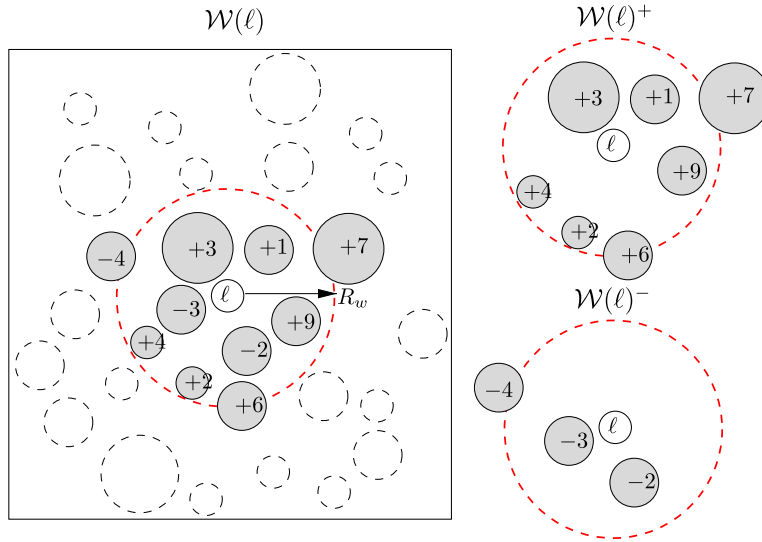 𝒲(ℓ)
+3
+1
+7
−4
ℓ
R_w
−3
+9
+4
−2
+2
+6
𝒲(ℓ)⁺
+3
+1
+7
ℓ
+9
+4
+2
+6
𝒲(ℓ)⁻
−4
ℓ
−3
−2